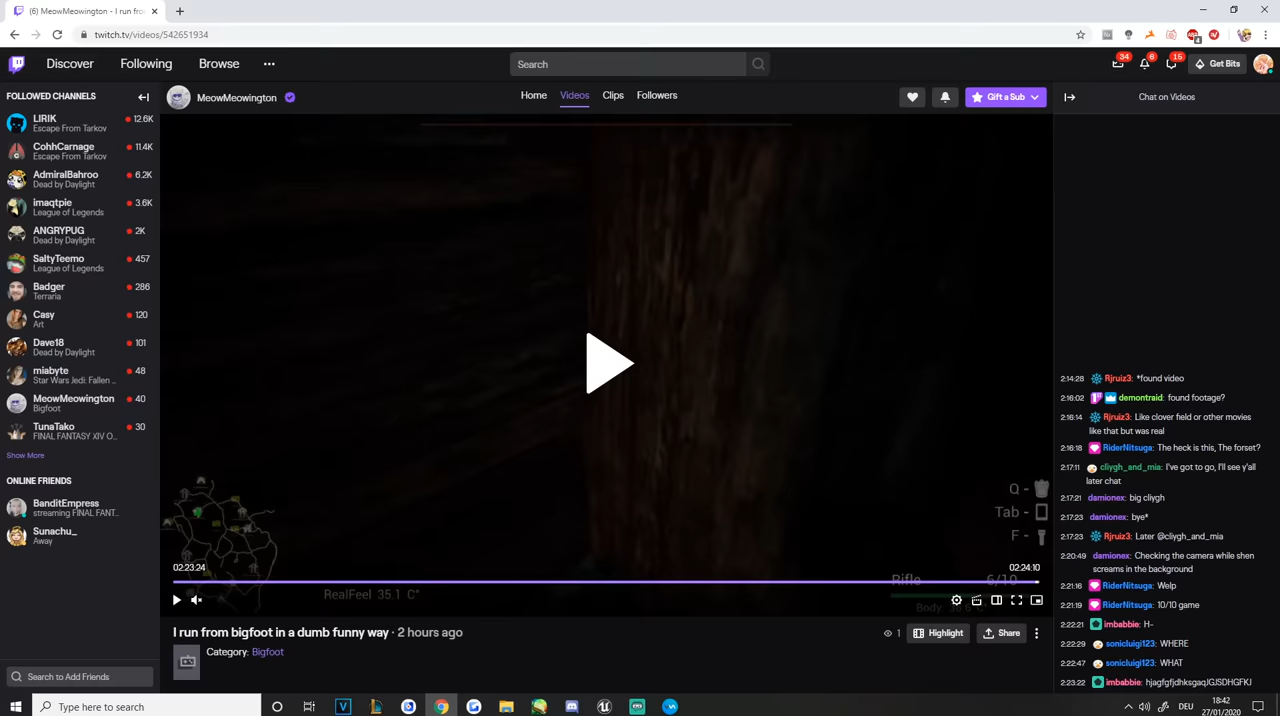 (6) MeowMeowington - I run fro
twitch.tv/videos/542651934
Discover
Following
Browse
Search
34
6
15
Get Bits
FOLLOWED CHANNELS
LIRIK
12.6K
Escape From Tarkov
CohhCarnage
11.4K
Escape From Tarkov
AdmiralBahroo
6.2K
Dead by Daylight
imaqtpie
3.6K
League of Legends
ANGRYPUG
2K
Dead by Daylight
SaltyTeemo
457
League of Legends
Badger
286
Terraria
Casy
120
Art
Dave18
101
Dead by Daylight
miabyte
48
Star Wars Jedi: Fallen ...
MeowMeowington
40
Bigfoot
TunaTako
30
FINAL FANTASY XIV O...
Show More
ONLINE FRIENDS
BanditEmpress
streaming FINAL FANT...
Sunachu_
Away
Search to Add Friends
MeowMeowington
Home
Videos
Clips
Followers
Gift a Sub
Q -
Tab -
F -
02:23:24
02:24:10
Rifle 6/10
RealFeel 35.1 C°
I run from bigfoot in a dumb funny way · 2 hours ago
1
Highlight
Share
Category: Bigfoot
Chat on Videos
2:14:28 Rjruiz3: *found video
2:16:02 demontraid: found footage?
2:16:14 Rjruiz3: Like clover field or other movies
like that but was real
2:16:18 RiderNitsuga: The heck is this, The forset?
2:17:11 cliygh_and_mia: I've got to go, I'll see y'all
later chat
2:17:21 damionex: big cliygh
2:17:23 damionex: bye*
2:17:23 Rjruiz3: Later @cliygh_and_mia
2:20:49 damionex: Checking the camera while shen
screams in the background
2:21:16 RiderNitsuga: Welp
2:21:19 RiderNitsuga: 10/10 game
2:22:21 imbabbie: H-
2:22:29 sonicluigi123: WHERE
2:22:47 sonicluigi123: WHAT
2:23:22 imbabbie: hjagfgfjdhksgaqJGJSDHGFKJ
Type here to search
DEU
18:42
27/01/2020